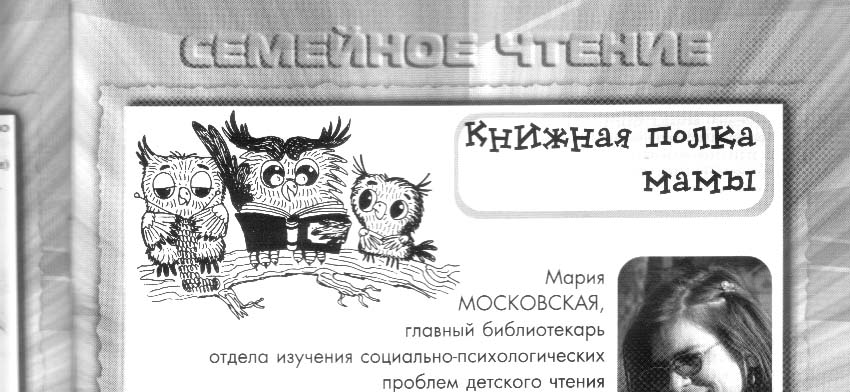 СЕМЕЙНОЕ ЧТЕНИЕ
КНИЖНАЯ ПОЛКА
МАМЫ
Мария
МОСКОВСКАЯ,
главный библиотекарь
отдела изучения социально-психологических
проблем детского чтения